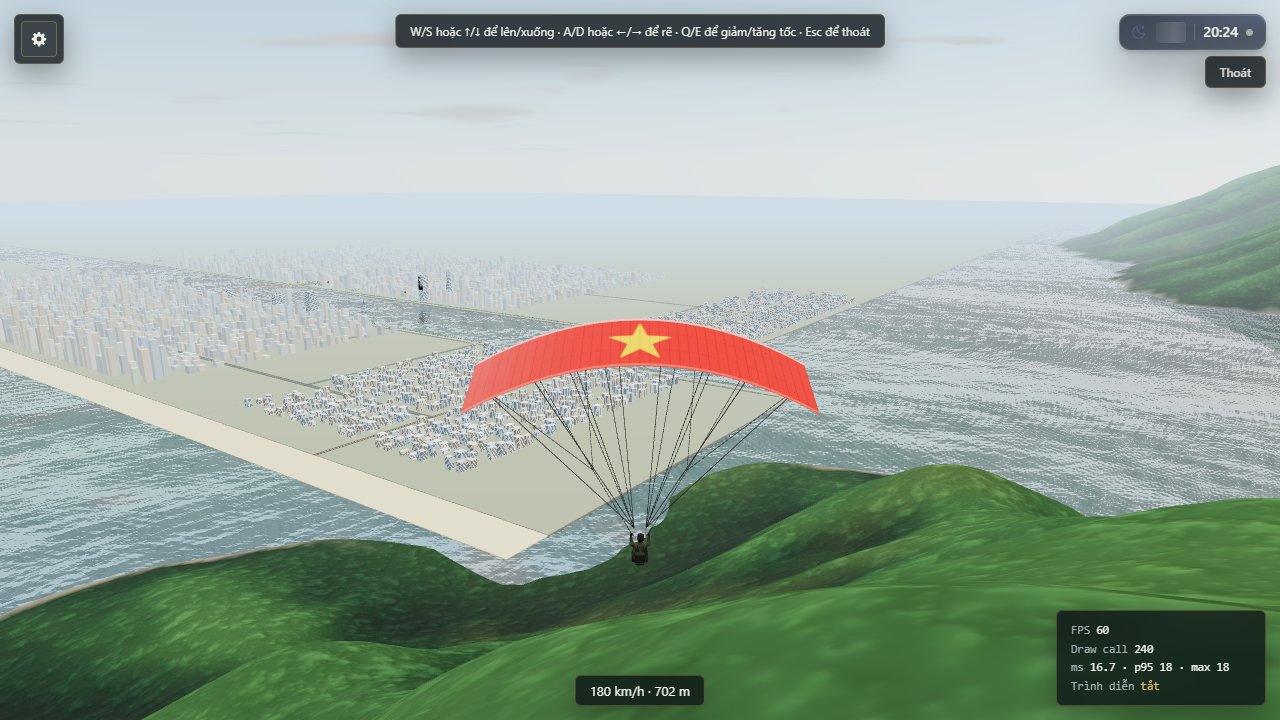 W/S hoặc ↑/↓ để lên/xuống · A/D hoặc ←/→ để rẽ · Q/E để giảm/tăng tốc · Esc để thoát
20:24
Thoát
FPS 60
Draw call 240
ms 16.7 · p95 18 · max 18
Trình diễn tắt
180 km/h · 702 m